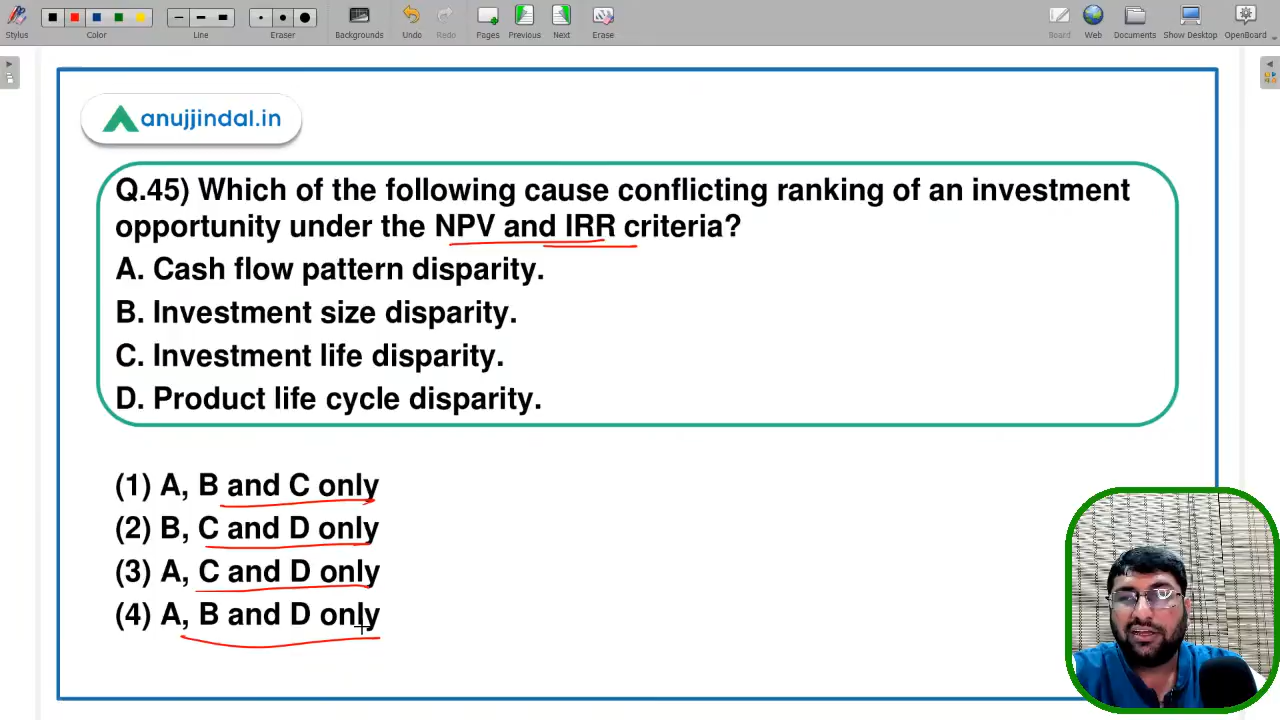 Stylus
Color
Line
Eraser
Backgrounds
Undo
Redo
Pages
Previous
Next
Erase
Board
Web
Documents
Show Desktop
OpenBoard
anujjindal.in
Q.45) Which of the following cause conflicting ranking of an investment
opportunity under the NPV and IRR criteria?
A. Cash flow pattern disparity.
B. Investment size disparity.
C. Investment life disparity.
D. Product life cycle disparity.
(1) A, B and C only
(2) B, C and D only
(3) A, C and D only
(4) A, B and D only